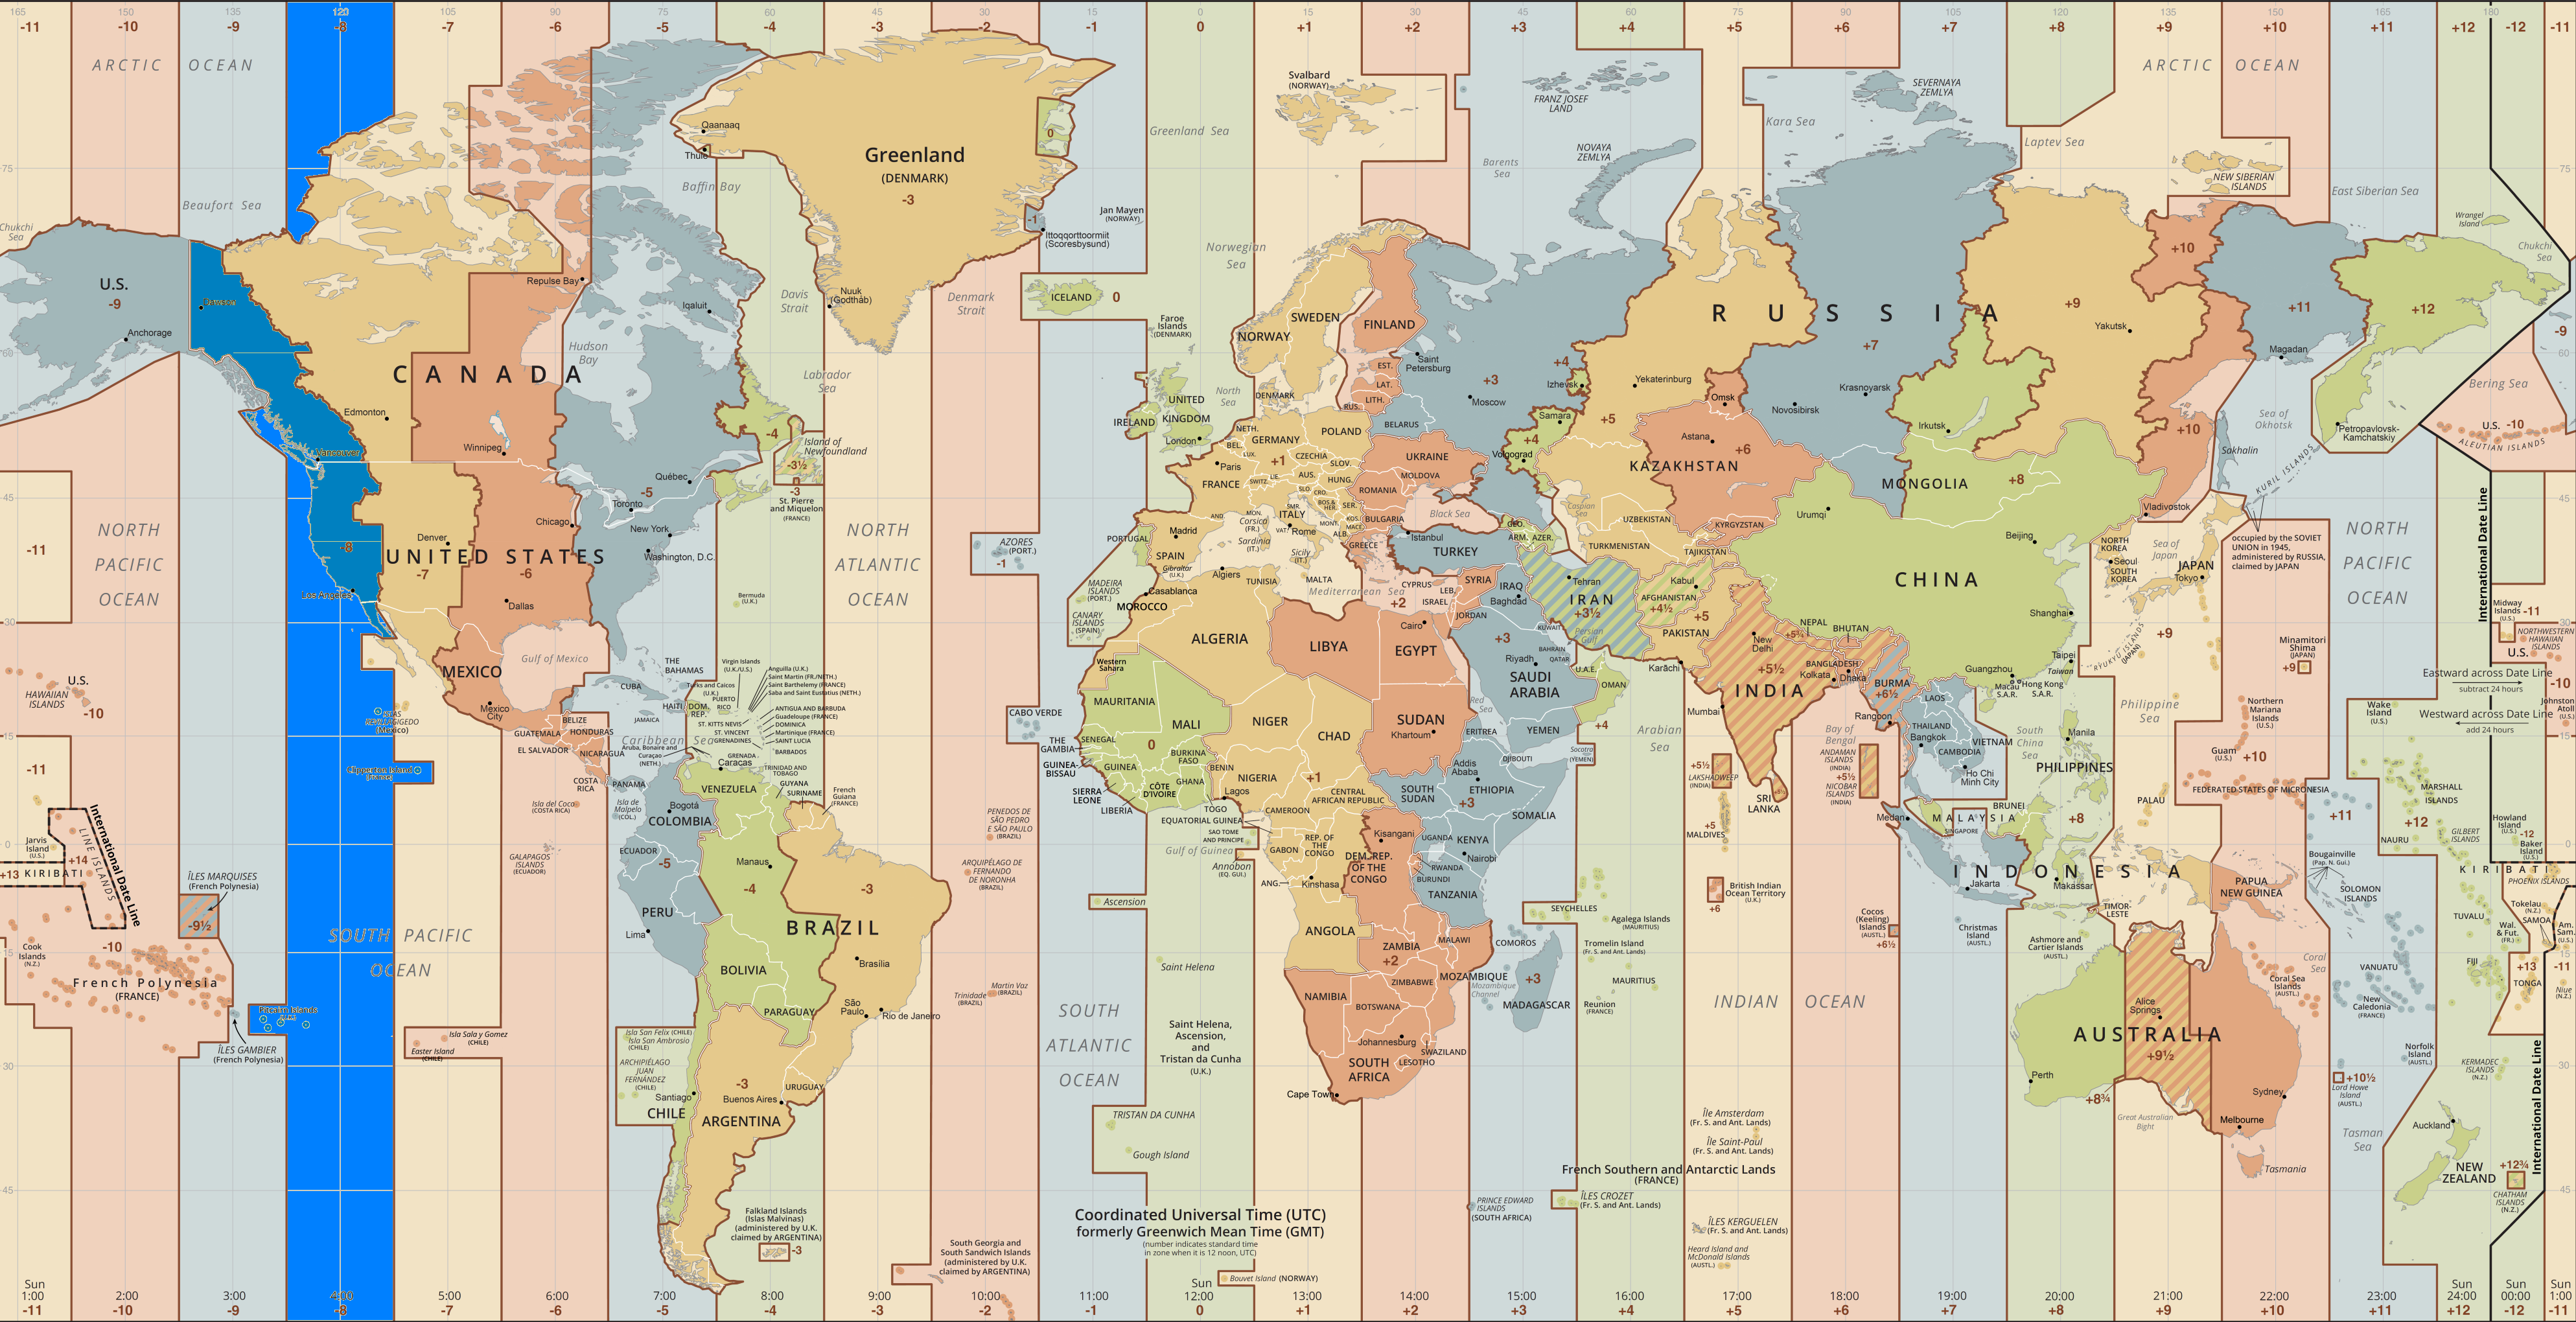 165 150 135 120 105 90 75 60 45 30 15 0 15 30 45 60 75 90 105 120 135 150 165 180
-11 -10 -9 -8 -7 -6 -5 -4 -3 -2 -1 0 +1 +2 +3 +4 +5 +6 +7 +8 +9 +10 +11 +12 -12 -11
ARCTIC OCEAN
ARCTIC OCEAN
Chukchi
Sea
Beaufort Sea
U.S.
-9
Anchorage
Dawson
CANADA
Edmonton
Vancouver
Winnipeg
Repulse Bay
Hudson
Bay
Iqaluit
Baffin Bay
Qaanaaq
Thule
Greenland
(DENMARK)
-3
0
-1
Ittoqqortoormiit
(Scoresbysund)
Nuuk
(Godthåb)
Davis
Strait
Labrador
Sea
Denmark
Strait
Greenland Sea
Jan Mayen
(NORWAY)
Norwegian
Sea
ICELAND
0
Faroe
Islands
(DENMARK)
-4
-3½
Island of
Newfoundland
-3
St. Pierre
and Miquelon
(FRANCE)
Québec
-5
Toronto
Chicago
New York
Washington, D.C.
Denver
UNITED STATES
-8
-7
-6
Los Angeles
Dallas
Bermuda
(U.K.)
NORTH
PACIFIC
OCEAN
-11
NORTH
ATLANTIC
OCEAN
AZORES
(PORT.)
-1
MADEIRA
ISLANDS
(PORT.)
CANARY
ISLANDS
(SPAIN)
U.S.
HAWAIIAN
ISLANDS
-10
MEXICO
Mexico
City
Gulf of Mexico
(Mexico)
Clipperton Island
THE
BAHAMAS
CUBA
Turks and Caicos
(U.K.)
Virgin Islands
(U.K./U.S.)
Anguilla (U.K.)
Saint Martin (FR./NETH.)
Saint Barthelemy (FRANCE)
Saba and Saint Eustatius (NETH.)
PUERTO
RICO
HAITI
DOM.
REP.
JAMAICA
BELIZE
GUATEMALA
HONDURAS
EL SALVADOR
NICARAGUA
COSTA
RICA
PANAMA
Caribbean Sea
ST. KITTS NEVIS
ST. VINCENT
GRENADINES
GRENADA
ANTIGUA AND BARBUDA
Guadeloupe (FRANCE)
DOMINICA
Martinique (FRANCE)
SAINT LUCIA
BARBADOS
Aruba, Bonaire and
Curaçao
(NETH.)
TRINIDAD AND
TOBAGO
Caracas
VENEZUELA
GUYANA
SURINAME
French
Guiana
(FRANCE)
Isla del Coco
(COSTA RICA)
Isla de
Malpelo
(COL.)
Bogotá
COLOMBIA
ECUADOR
GALAPAGOS
ISLANDS
(ECUADOR)
-5
PERU
Lima
Manaus
-4
-3
BRAZIL
Brasília
São
Paulo
Rio de Janeiro
BOLIVIA
PARAGUAY
URUGUAY
Buenos Aires
-3
ARGENTINA
Santiago
CHILE
Isla San Felix (CHILE)
Isla San Ambrosio
(CHILE)
ARCHIPIÉLAGO
JUAN
FERNÁNDEZ
(CHILE)
Isla Sala y Gomez
(CHILE)
Easter Island
(CHILE)
SOUTH PACIFIC
OCEAN
-11
Jarvis
Island
(U.S.)
+14
+13 KIRIBATI
LINE ISLANDS
International Date Line
ÎLES MARQUISES
(French Polynesia)
-9½
-10
Cook
Islands
(N.Z.)
French Polynesia
(FRANCE)
Pitcairn Islands
ÎLES GAMBIER
(French Polynesia)
Falkland Islands
(Islas Malvinas)
(administered by U.K.
claimed by ARGENTINA)
-3
South Georgia and
South Sandwich Islands
(administered by U.K.
claimed by ARGENTINA)
PENEDOS DE
SÃO PEDRO
E SÃO PAULO
(BRAZIL)
ARQUIPÉLAGO DE
FERNANDO
DE NORONHA
(BRAZIL)
Martin Vaz
(BRAZIL)
Trinidade
(BRAZIL)
CABO VERDE
Ascension
Saint Helena
SOUTH
ATLANTIC
OCEAN
Saint Helena,
Ascension,
and
Tristan da Cunha
(U.K.)
TRISTAN DA CUNHA
Gough Island
Coordinated Universal Time (UTC)
formerly Greenwich Mean Time (GMT)
(number indicates standard time
in zone when it is 12 noon, UTC)
Bouvet Island (NORWAY)
Svalbard
(NORWAY)
Barents
Sea
FRANZ JOSEF
LAND
NOVAYA
ZEMLYA
Kara Sea
SEVERNAYA
ZEMLYA
Laptev Sea
NEW SIBERIAN
ISLANDS
East Siberian Sea
Wrangel
Island
Chukchi
Sea
SWEDEN
NORWAY
FINLAND
EST.
LAT.
LITH.
RUS.
BELARUS
North
Sea
DENMARK
UNITED
KINGDOM
IRELAND
London
NETH.
BEL.
LUX.
GERMANY
POLAND
CZECHIA
SLOV.
+1
Paris
FRANCE
SWITZ.
LIE.
AUS.
HUNG.
SLO.
CRO.
BOS.&
HER.
SER.
MONT.
KOS.
MACE.
ALB.
ROMANIA
MOLDOVA
UKRAINE
BULGARIA
GREECE
Black Sea
AND.
MON.
SMR.
VAT.
ITALY
Rome
Corsica
(FR.)
Sardinia
(IT.)
Sicily
(IT.)
PORTUGAL
Madrid
SPAIN
Gibraltar
(U.K.)
Algiers
TUNISIA
MALTA
Mediterranean Sea
+2
CYPRUS
LEB.
ISRAEL
SYRIA
JORDAN
Istanbul
TURKEY
GEO.
ARM.
AZER.
IRAQ
Baghdad
Tehran
IRAN
+3½
KUWAIT
Persian
Gulf
BAHRAIN
QATAR
U.A.E.
OMAN
+4
+3
Riyadh
SAUDI
ARABIA
YEMEN
Red
Sea
Socotra
(YEMEN)
Arabian
Sea
Saint
Petersburg
Moscow
+3
+4
Izhevsk
Samara
+4
Volgograd
Yekaterinburg
+5
Omsk
Astana
+6
KAZAKHSTAN
Caspian
Sea
UZBEKISTAN
TURKMENISTAN
KYRGYZSTAN
TAJIKISTAN
Kabul
AFGHANISTAN
+4½
+5
PAKISTAN
Karāchi
RUSSIA
+7
Novosibirsk
Krasnoyarsk
Irkutsk
+9
Yakutsk
+10
+11
Magadan
+12
Petropavlovsk-
Kamchatskiy
Sea of
Okhotsk
Sakhalin
KURIL ISLANDS
Bering Sea
U.S. -10
ALEUTIAN ISLANDS
-9
+10
Vladivostok
MONGOLIA
+8
Urumqi
Beijing
CHINA
Shanghai
Guangzhou
Macau
S.A.R.
Hong Kong
S.A.R.
Taipei
Taiwan
NORTH
KOREA
Seoul
SOUTH
KOREA
Sea of
Japan
JAPAN
Tokyo
+9
RYUKYU ISLANDS
(JAPAN)
occupied by the SOVIET
UNION in 1945,
administered by RUSSIA,
claimed by JAPAN
NORTH
PACIFIC
OCEAN
International Date Line
Midway
Islands
(U.S.)
-11
NORTHWESTERN
HAWAIIAN
ISLANDS
U.S.
-10
Minamitori
Shima
(JAPAN)
+9
Eastward across Date Line
subtract 24 hours
Westward across Date Line
add 24 hours
Johnston
Atoll
(U.S.)
Wake
Island
(U.S.)
New
Delhi
NEPAL
+5¾
BHUTAN
BANGLADESH
+5½
Kolkata
Dhaka
INDIA
Mumbai
BURMA
+6½
Rangoon
LAOS
THAILAND
Bangkok
VIETNAM
CAMBODIA
Ho Chi
Minh City
South
China
Sea
Manila
PHILIPPINES
Philippine
Sea
Northern
Mariana
Islands
(U.S.)
Guam
(U.S.)
+10
FEDERATED STATES OF MICRONESIA
PALAU
MARSHALL
ISLANDS
+11
+12
NAURU
GILBERT
ISLANDS
Howland
Island
(U.S.)
-12
Baker
Island
(U.S.)
KIRIBATI
PHOENIX ISLANDS
Bay of
Bengal
ANDAMAN
ISLANDS
(INDIA)
+5½
NICOBAR
ISLANDS
(INDIA)
+5½
LAKSHADWEEP
(INDIA)
+5
MALDIVES
SRI
LANKA
Medan
MALAYSIA
SINGAPORE
BRUNEI
+8
INDONESIA
Jakarta
Makassar
TIMOR-
LESTE
PAPUA
NEW GUINEA
Bougainville
(Pap. N. Gui.)
SOLOMON
ISLANDS
TUVALU
Tokelau
(N.Z.)
SAMOA
Wal.
& Fut.
(FR.)
Am.
Sam.
(U.S.)
-11
+13
TONGA
Niue
(N.Z.)
FIJI
VANUATU
New
Caledonia
(FRANCE)
Coral
Sea
Coral Sea
Islands
(AUSTL.)
British Indian
Ocean Territory
(U.K.)
+6
Cocos
(Keeling)
Islands
(AUSTL.)
+6½
Christmas
Island
(AUSTL.)
Ashmore and
Cartier Islands
(AUSTL.)
Alice
Springs
AUSTRALIA
+9½
Perth
+8¾
Great Australian
Bight
Sydney
Melbourne
Tasmania
Tasman
Sea
Norfolk
Island
(AUSTL.)
+10½
Lord Howe
Island
(AUSTL.)
KERMADEC
ISLANDS
(N.Z.)
Auckland
NEW
ZEALAND
+12¾
CHATHAM
ISLANDS
(N.Z.)
International Date Line
MOROCCO
Casablanca
Western
Sahara
ALGERIA
LIBYA
Cairo
EGYPT
MAURITANIA
MALI
0
NIGER
CHAD
SUDAN
Khartoum
ERITREA
DJIBOUTI
SENEGAL
THE
GAMBIA
GUINEA-
BISSAU
GUINEA
SIERRA
LEONE
LIBERIA
CÔTE
D'IVOIRE
BURKINA
FASO
GHANA
TOGO
BENIN
NIGERIA
Lagos
+1
CAMEROON
CENTRAL
AFRICAN REPUBLIC
EQUATORIAL GUINEA
SAO TOME
AND PRINCIPE
Gulf of Guinea
Annobon
(EQ. GUI.)
GABON
REP. OF
THE
CONGO
SOUTH
SUDAN
Addis
Ababa
ETHIOPIA
+3
SOMALIA
UGANDA
KENYA
Nairobi
RWANDA
BURUNDI
TANZANIA
Kisangani
DEM. REP.
OF THE
CONGO
Kinshasa
ANG.
ANGOLA
ZAMBIA
+2
MALAWI
MOZAMBIQUE
Mozambique
Channel
ZIMBABWE
NAMIBIA
BOTSWANA
Johannesburg
SWAZILAND
LESOTHO
SOUTH
AFRICA
Cape Town
COMOROS
+3
MADAGASCAR
SEYCHELLES
Agalega Islands
(MAURITIUS)
Tromelin Island
(Fr. S. and Ant. Lands)
MAURITIUS
Reunion
(FRANCE)
INDIAN OCEAN
Île Amsterdam
(Fr. S. and Ant. Lands)
Île Saint-Paul
(Fr. S. and Ant. Lands)
French Southern and Antarctic Lands
(FRANCE)
PRINCE EDWARD
ISLANDS
(SOUTH AFRICA)
ÎLES CROZET
(Fr. S. and Ant. Lands)
ÎLES KERGUELEN
(Fr. S. and Ant. Lands)
Heard Island and
McDonald Islands
(AUSTL.)
75
60
45
30
15
0
15
30
45
Sun
1:00 2:00 3:00 4:00 5:00 6:00 7:00 8:00 9:00 10:00 11:00
Sun
12:00 13:00 14:00 15:00 16:00 17:00 18:00 19:00 20:00 21:00 22:00 23:00
Sun
24:00
Sun
00:00
Sun
1:00
-11 -10 -9 -8 -7 -6 -5 -4 -3 -2 -1 0 +1 +2 +3 +4 +5 +6 +7 +8 +9 +10 +11 +12 -12 -11